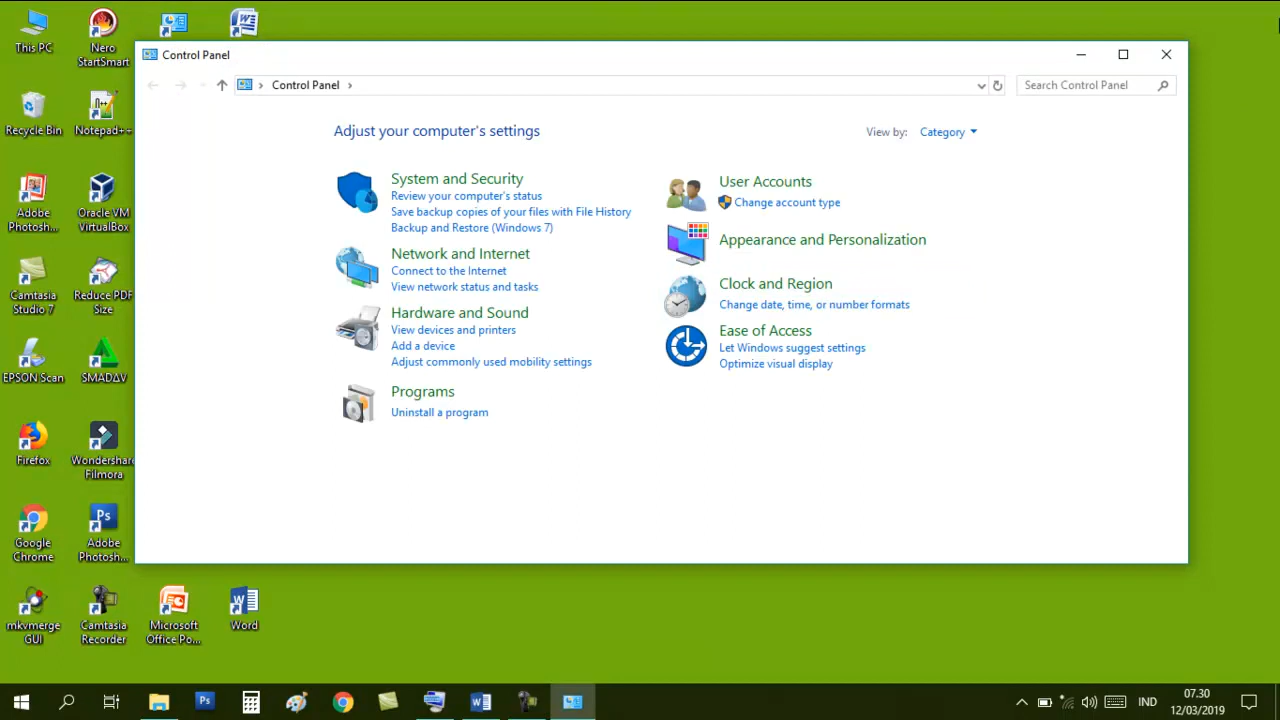 This PC
Nero
StartSmart
Control Panel
Control Panel
Search Control Panel
Recycle Bin
Notepad++
Adjust your computer's settings
View by: Category
System and Security
Review your computer's status
Save backup copies of your files with File History
Backup and Restore (Windows 7)
Network and Internet
Connect to the Internet
View network status and tasks
Hardware and Sound
View devices and printers
Add a device
Adjust commonly used mobility settings
Programs
Uninstall a program
User Accounts
Change account type
Appearance and Personalization
Clock and Region
Change date, time, or number formats
Ease of Access
Let Windows suggest settings
Optimize visual display
Adobe
Photosh...
Oracle VM
VirtualBox
Camtasia
Studio 7
Reduce PDF
Size
EPSON Scan
SMADΔV
Firefox
Wondershare
Filmora
Google
Chrome
Adobe
Photosh...
mkvmerge
GUI
Camtasia
Recorder
Microsoft
Office Po...
Word
IND
07.30
12/03/2019